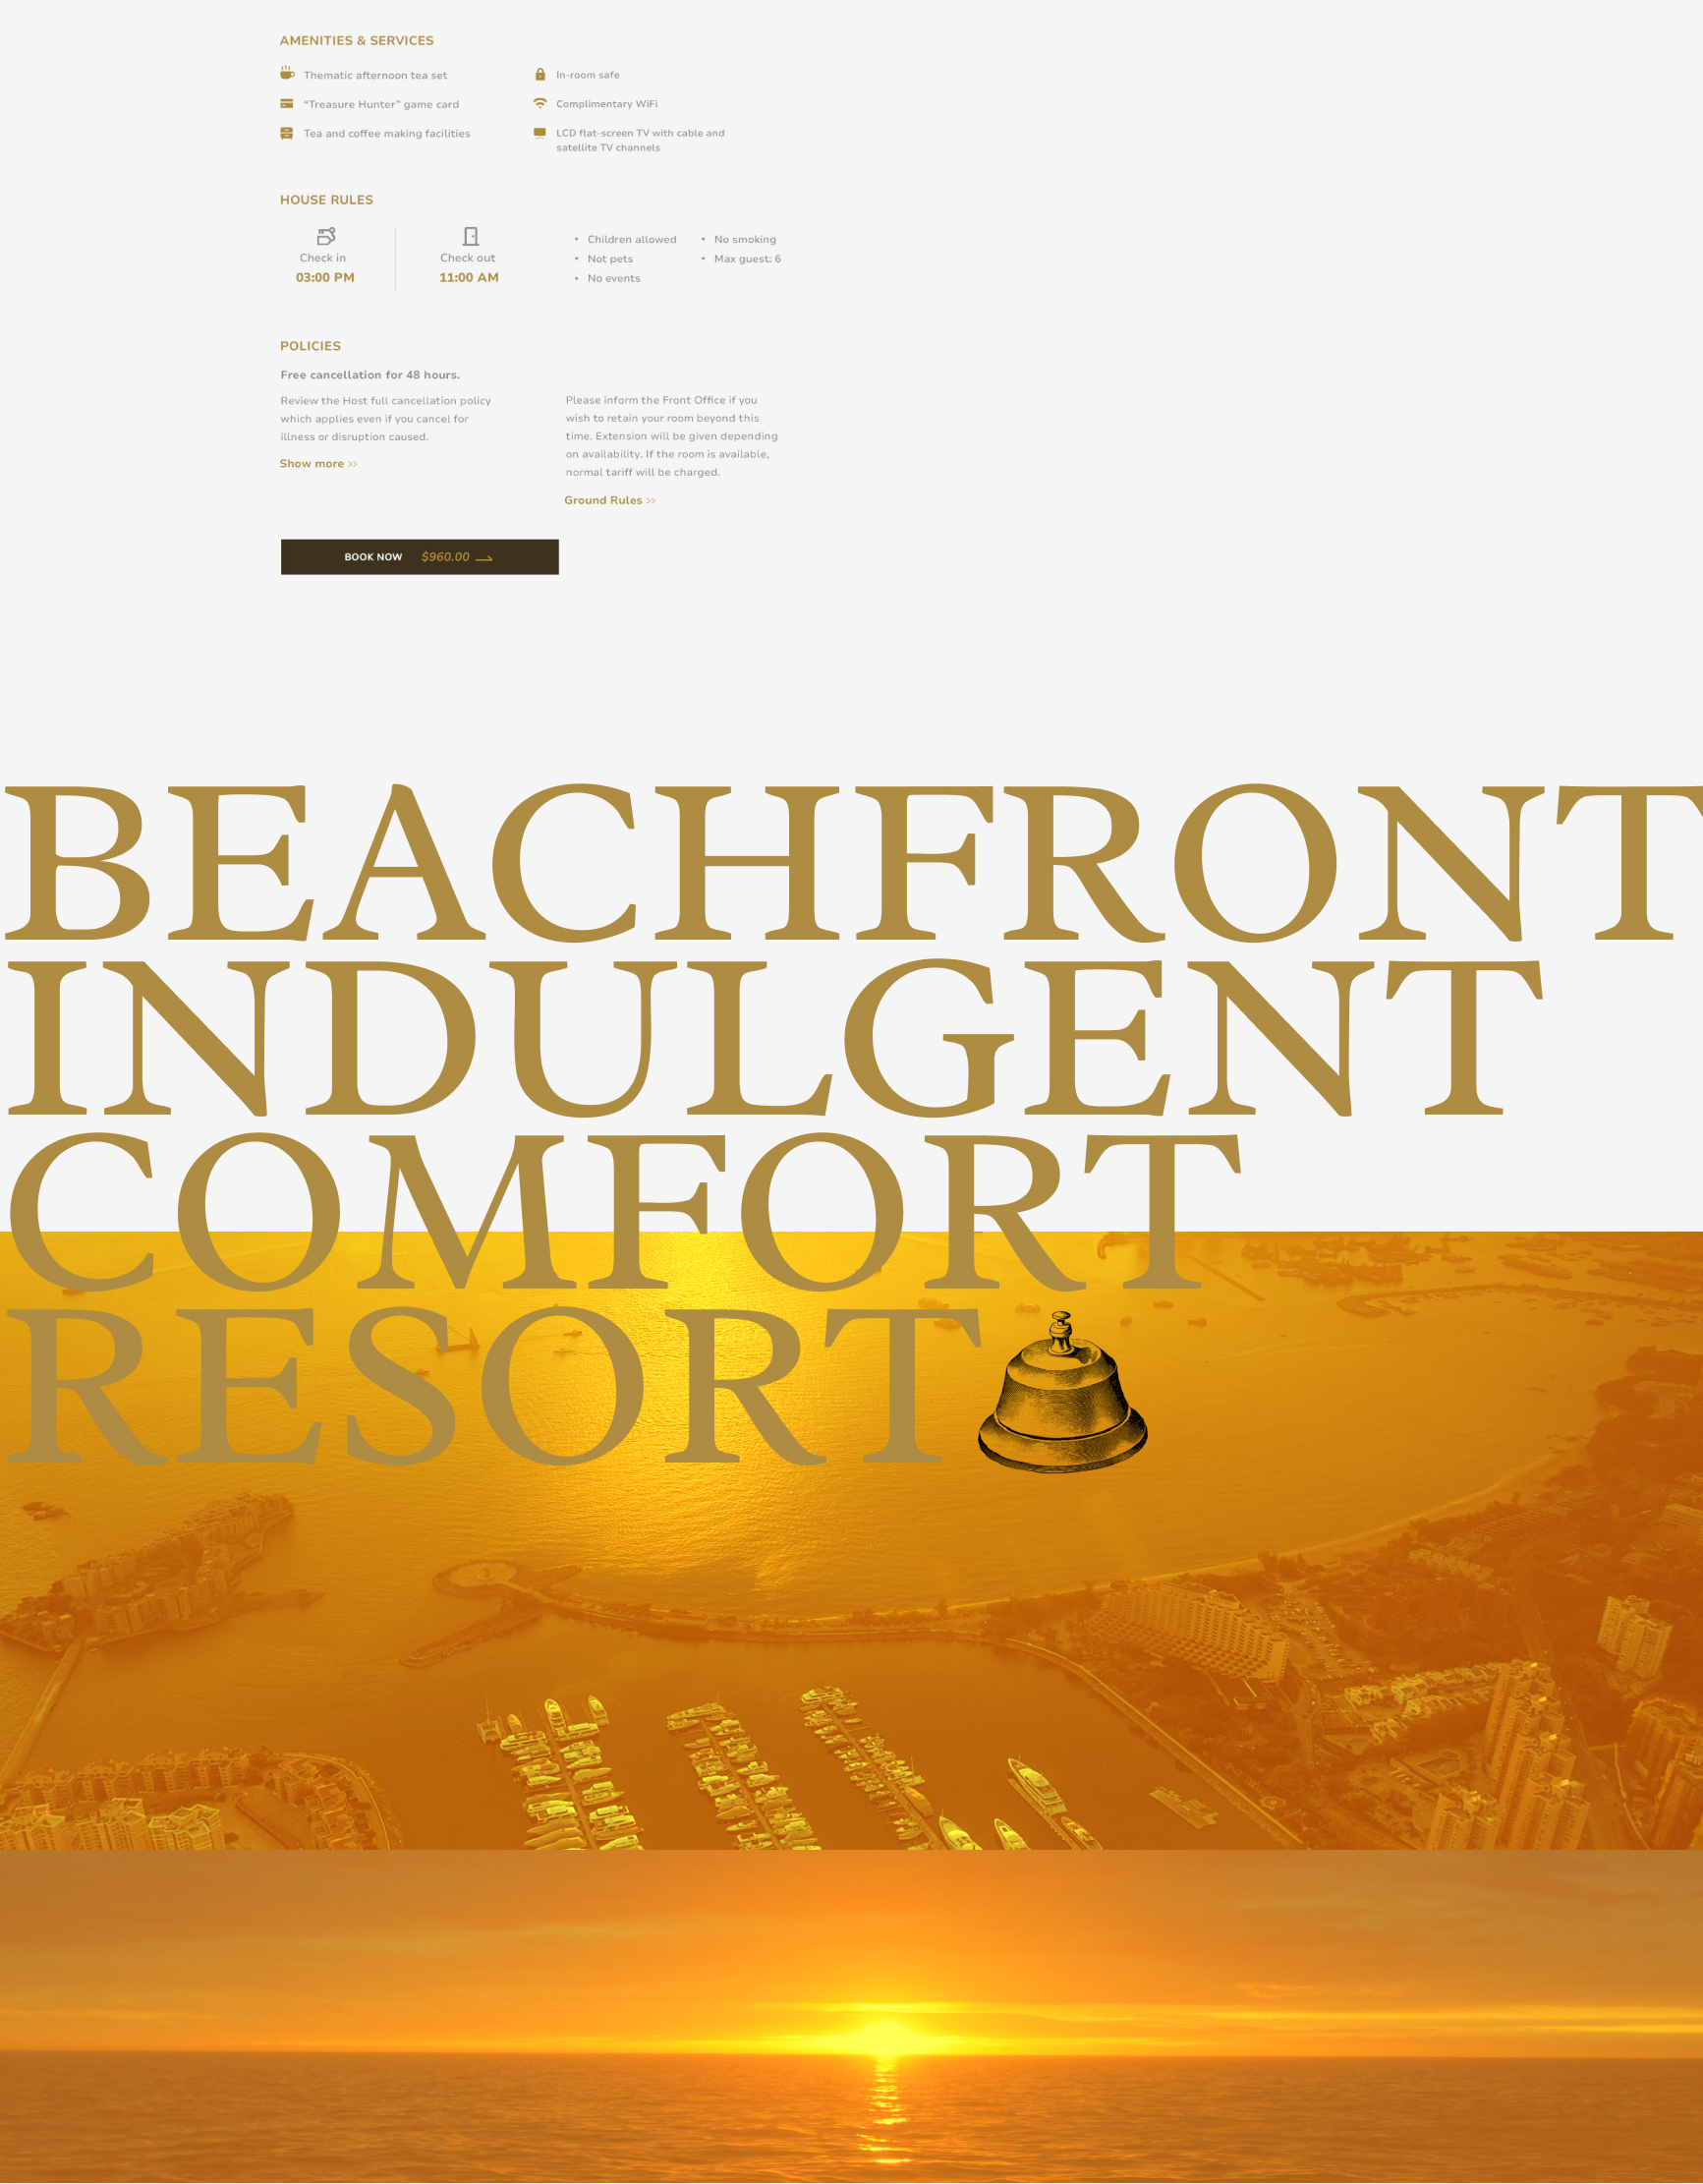 AMENITIES & SERVICES
Thematic afternoon tea set
“Treasure Hunter” game card
Tea and coffee making facilities
In-room safe
Complimentary WiFi
LCD flat-screen TV with cable and
satellite TV channels
HOUSE RULES
Check in
03:00 PM
Check out
11:00 AM
• Children allowed
• Not pets
• No events
• No smoking
• Max guest: 6
POLICIES
Free cancellation for 48 hours.
Review the Host full cancellation policy
which applies even if you cancel for
illness or disruption caused.
Show more >>
Please inform the Front Office if you
wish to retain your room beyond this
time. Extension will be given depending
on availability. If the room is available,
normal tariff will be charged.
Ground Rules >>
BOOK NOW $960.00
BEACHFRONT
INDULGENT
COMFORT
RESORT